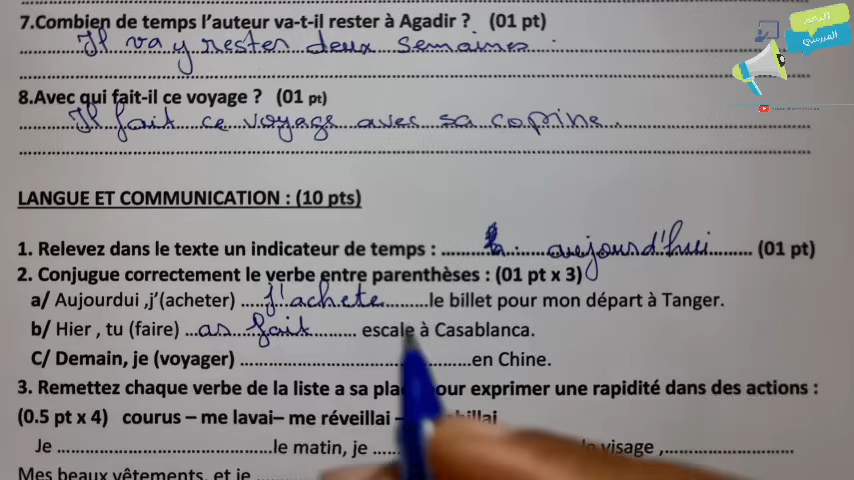 الدعم
المدرسي
7.Combien de temps l'auteur va-t-il rester à Agadir ? (01 pt)
Il va y rester deux semaines.
8.Avec qui fait-il ce voyage ? (01 pt)
Il fait ce voyage avec sa copine.
LANGUE ET COMMUNICATION : (10 pts)
1. Relevez dans le texte un indicateur de temps : ........ aujourd'hui ........ (01 pt)
2. Conjugue correctement le verbe entre parenthèses : (01 pt x 3)
a/ Aujourdui ,j'(acheter) ....j'achete........le billet pour mon départ à Tanger.
b/ Hier , tu (faire) ...as fait......... escale à Casablanca.
C/ Demain, je (voyager) ........................................en Chine.
3. Remettez chaque verbe de la liste a sa pla our exprimer une rapidité dans des actions :
(0.5 pt x 4) courus – me lavai– me réveillai – billai
Je ........................................le matin, je ..... le visage ,........................
Mes beaux vêtements, et je ........